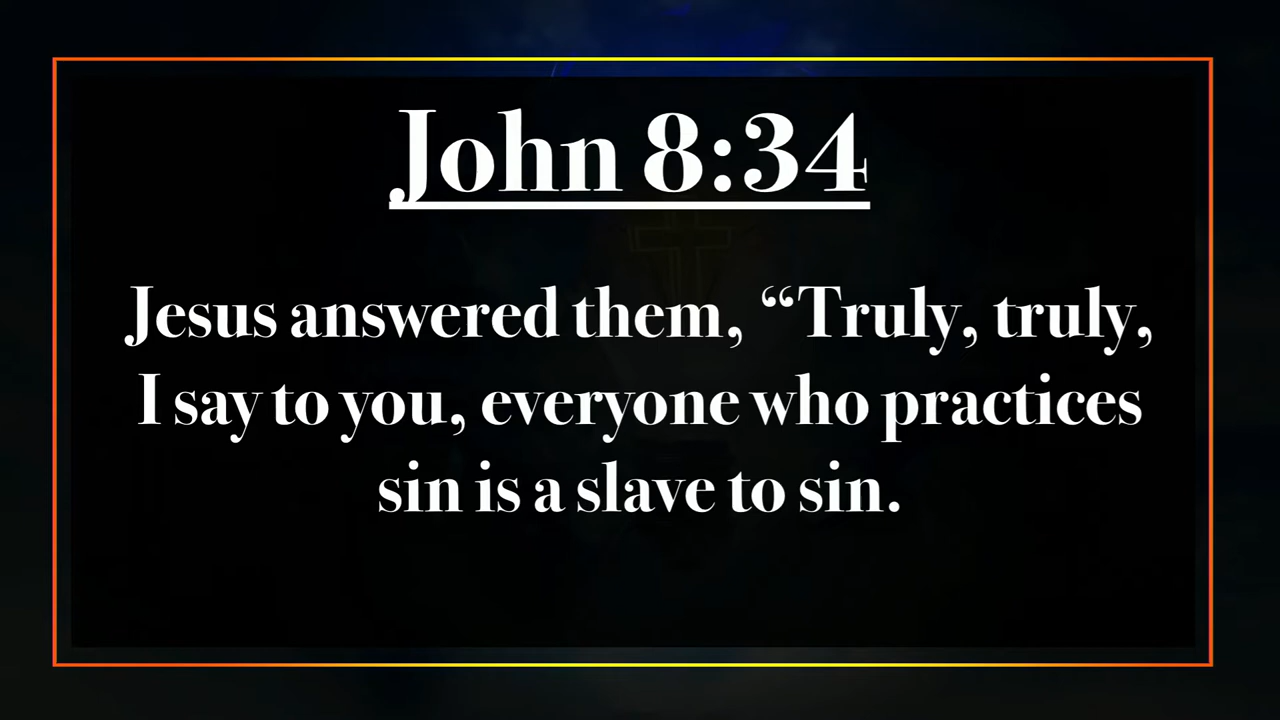 John 8:34
Jesus answered them, “Truly, truly,
I say to you, everyone who practices
sin is a slave to sin.